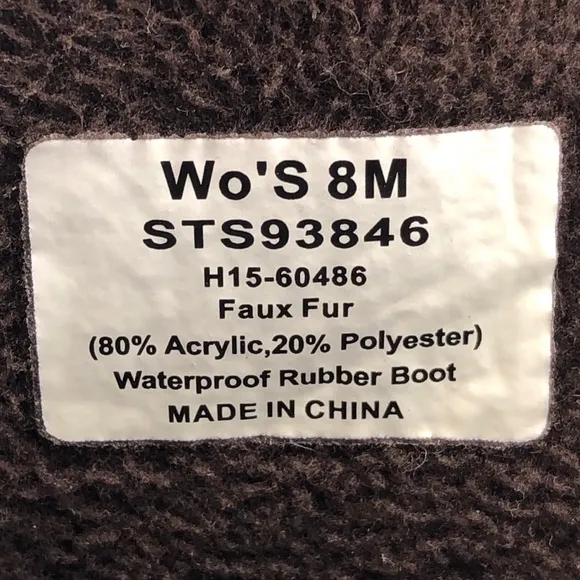 Wo'S 8M
STS93846
H15-60486
Faux Fur
(80% Acrylic,20% Polyester)
Waterproof Rubber Boot
MADE IN CHINA